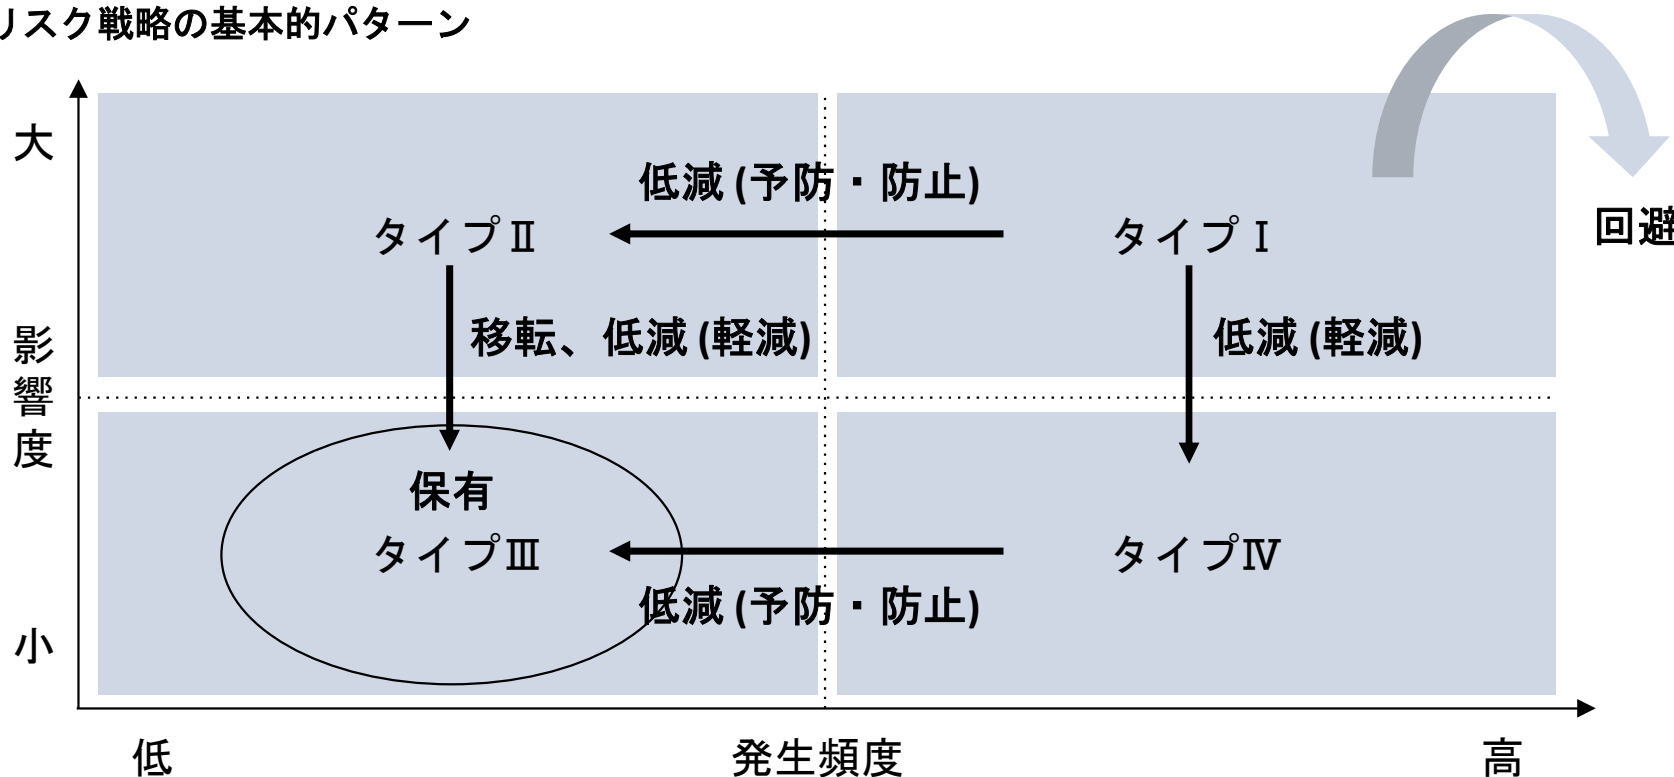 リスク戦略の基本的パターン
大
低減 (予防・防止)
タイプⅡ
タイプⅠ
回避
移転、低減 (軽減)
低減 (軽減)
影響度
保有
タイプⅢ
タイプⅣ
低減 (予防・防止)
小
低
発生頻度
高